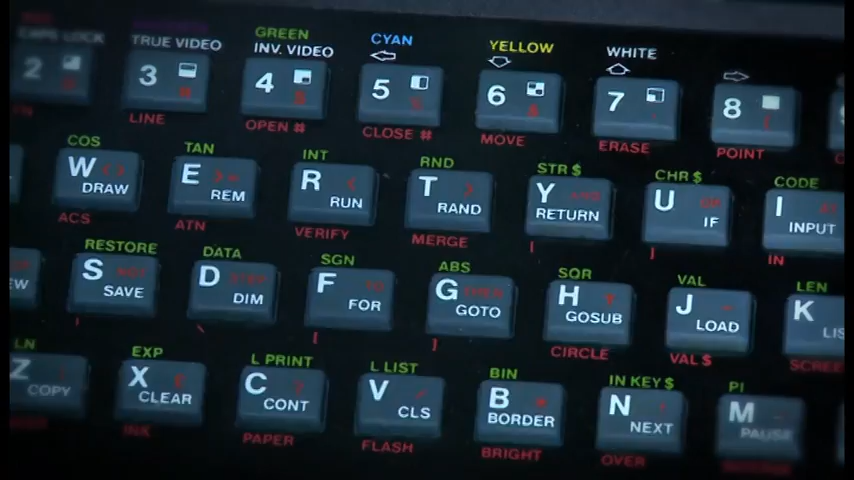 CAPS LOCK TRUE VIDEO GREEN INV. VIDEO CYAN YELLOW WHITE
2 3 4 5 6 7 8
LINE OPEN # CLOSE # MOVE ERASE POINT
COS TAN INT RND STR $ CHR $ CODE
W DRAW E REM R RUN T RAND Y RETURN U IF I INPUT
ACS ATN VERIFY MERGE [ ] IN
RESTORE DATA SGN ABS SQR VAL LEN
S SAVE D DIM F FOR G THEN GOTO H GOSUB J LOAD K
| \ [ ] CIRCLE VAL $
LN EXP L PRINT L LIST BIN IN KEY $ PI
Z COPY X £ CLEAR C ? CONT V / CLS B * BORDER N NEXT M PAUSE
INK PAPER FLASH BRIGHT OVER